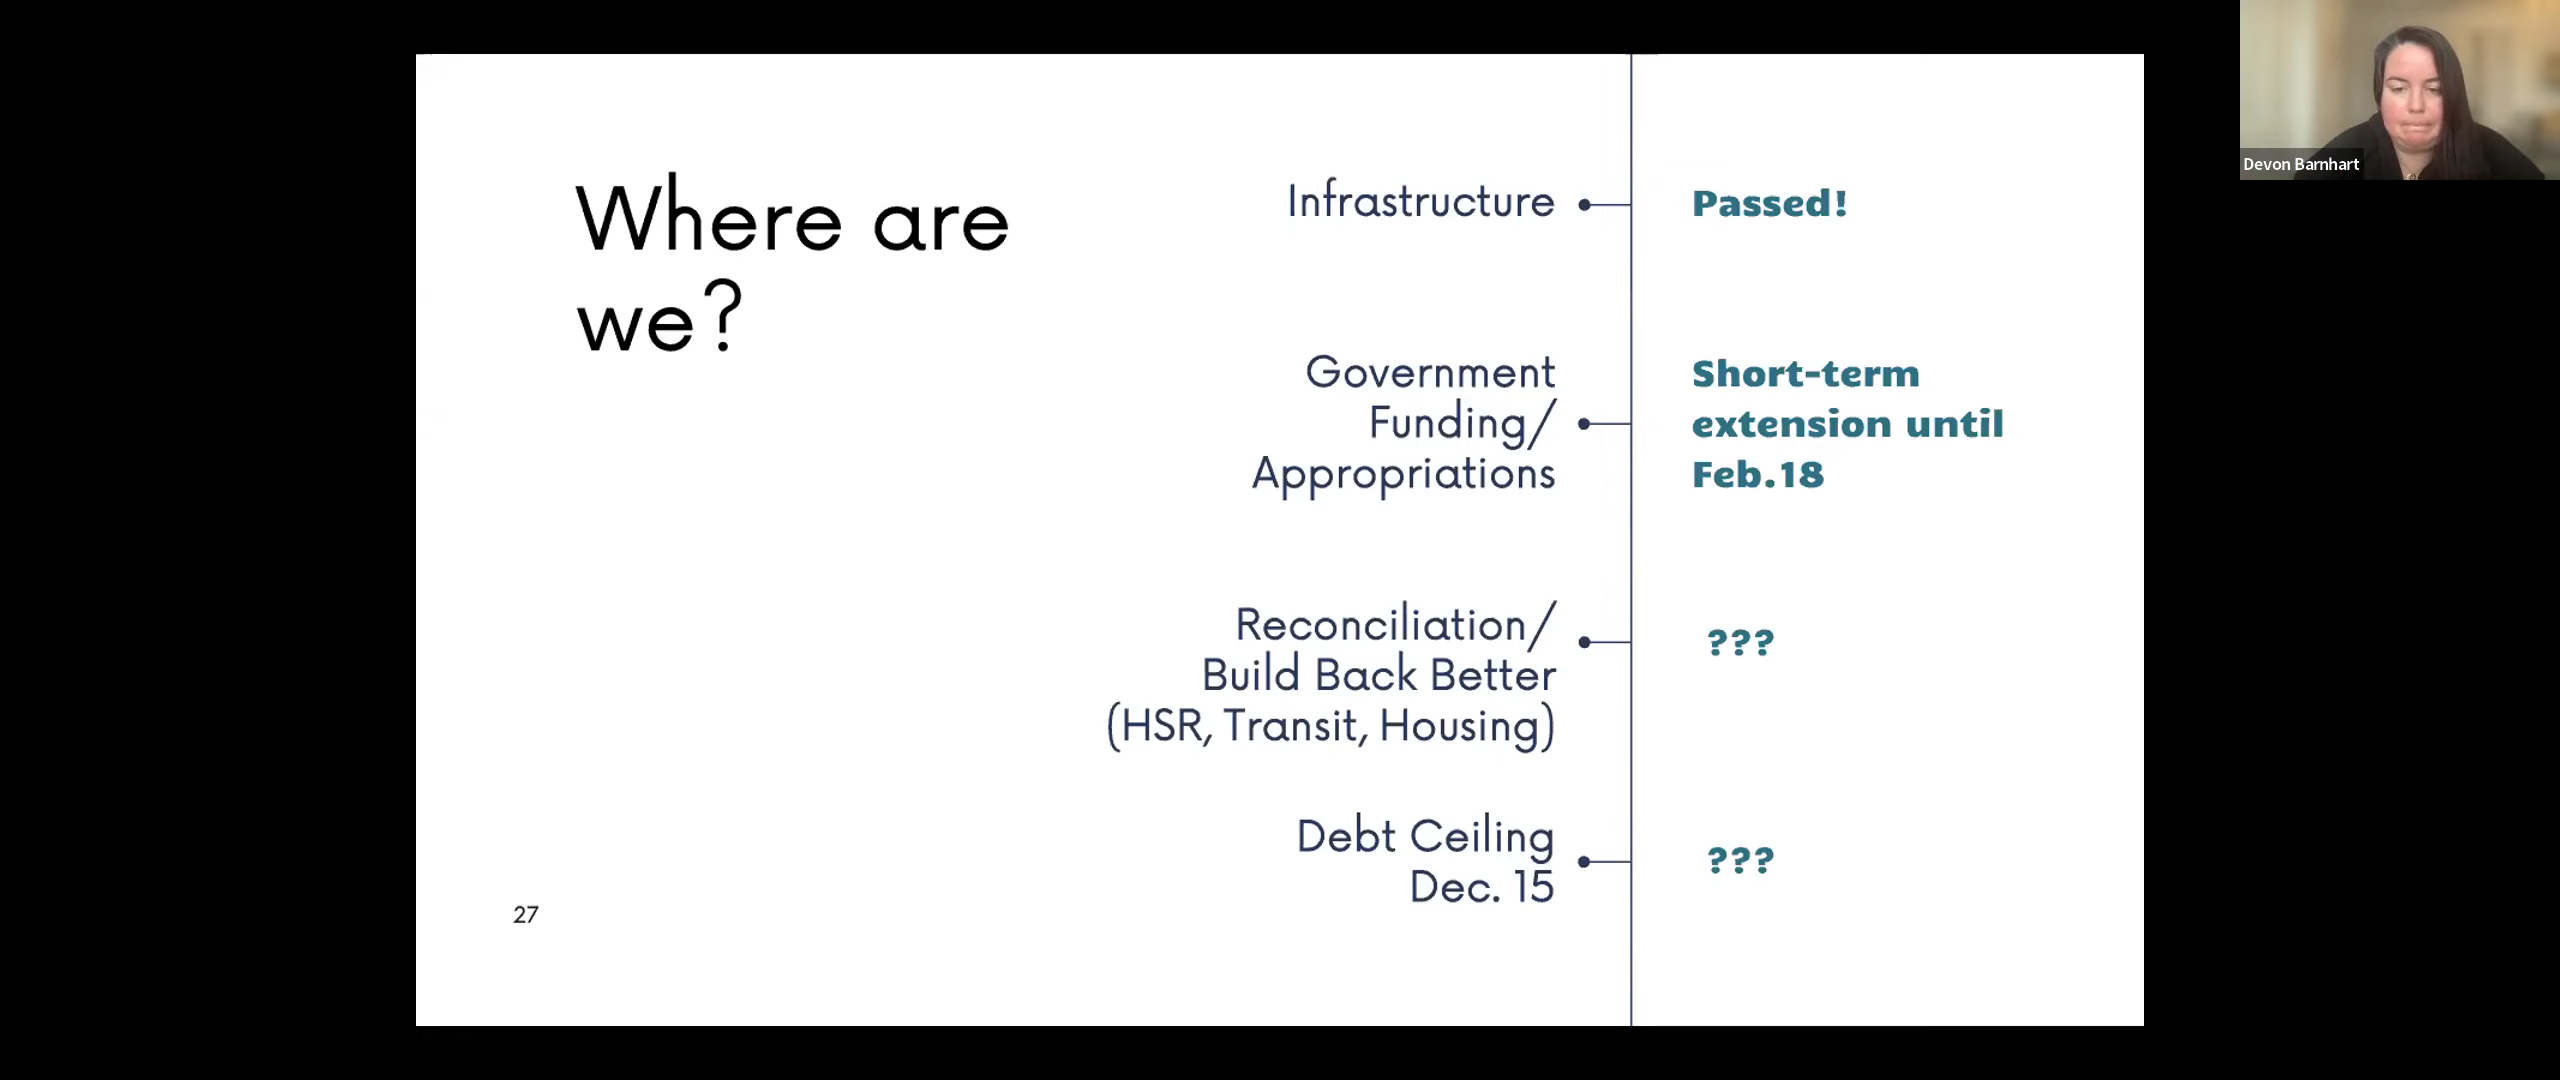 Where are
we?
Infrastructure
Passed!
Government
Funding/
Appropriations
Short-term
extension until
Feb.18
Reconciliation/
Build Back Better
(HSR, Transit, Housing)
???
Debt Ceiling
Dec. 15
???
27
Devon Barnhart